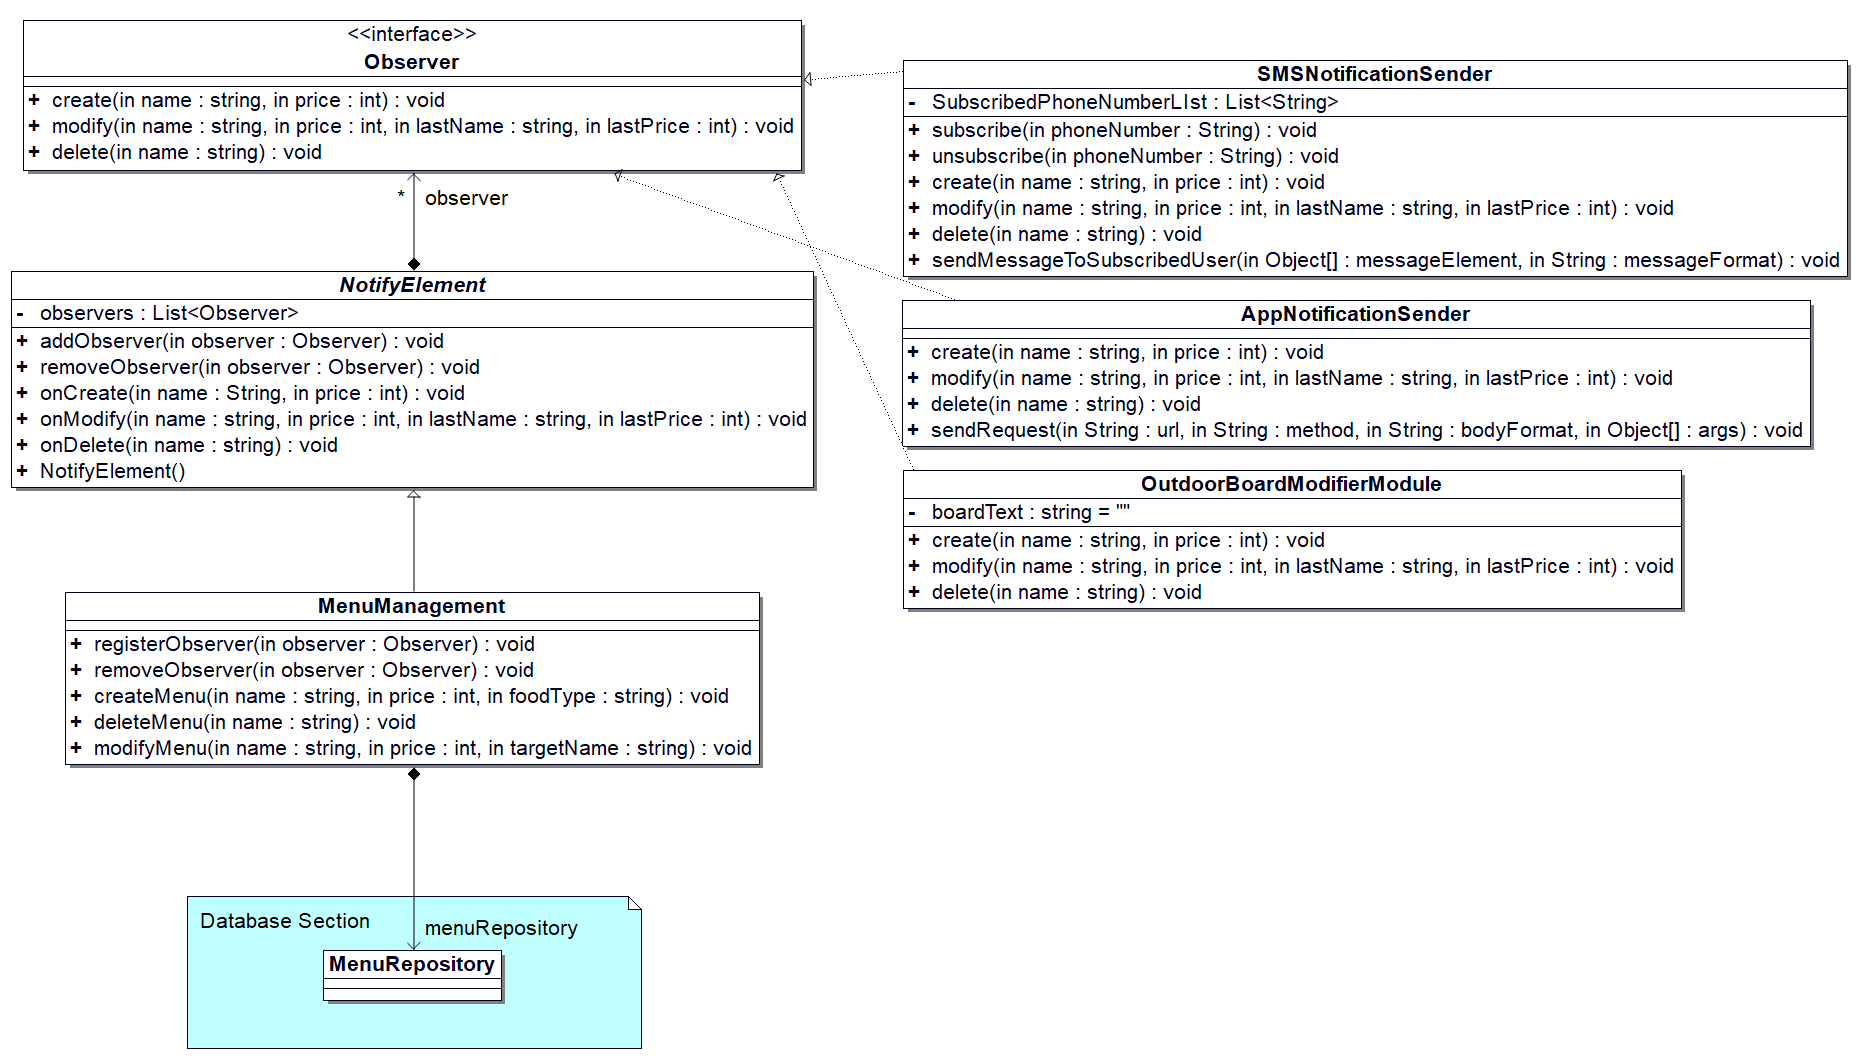 <<interface>>
Observer
+ create(in name : string, in price : int) : void
+ modify(in name : string, in price : int, in lastName : string, in lastPrice : int) : void
+ delete(in name : string) : void
* observer
NotifyElement
- observers : List<Observer>
+ addObserver(in observer : Observer) : void
+ removeObserver(in observer : Observer) : void
+ onCreate(in name : String, in price : int) : void
+ onModify(in name : string, in price : int, in lastName : string, in lastPrice : int) : void
+ onDelete(in name : string) : void
+ NotifyElement()
MenuManagement
+ registerObserver(in observer : Observer) : void
+ removeObserver(in observer : Observer) : void
+ createMenu(in name : string, in price : int, in foodType : string) : void
+ deleteMenu(in name : string) : void
+ modifyMenu(in name : string, in price : int, in targetName : string) : void
Database Section
menuRepository
MenuRepository
SMSNotificationSender
- SubscribedPhoneNumberLIst : List<String>
+ subscribe(in phoneNumber : String) : void
+ unsubscribe(in phoneNumber : String) : void
+ create(in name : string, in price : int) : void
+ modify(in name : string, in price : int, in lastName : string, in lastPrice : int) : void
+ delete(in name : string) : void
+ sendMessageToSubscribedUser(in Object[] : messageElement, in String : messageFormat) : void
AppNotificationSender
+ create(in name : string, in price : int) : void
+ modify(in name : string, in price : int, in lastName : string, in lastPrice : int) : void
+ delete(in name : string) : void
+ sendRequest(in String : url, in String : method, in String : bodyFormat, in Object[] : args) : void
OutdoorBoardModifierModule
- boardText : string = ""
+ create(in name : string, in price : int) : void
+ modify(in name : string, in price : int, in lastName : string, in lastPrice : int) : void
+ delete(in name : string) : void